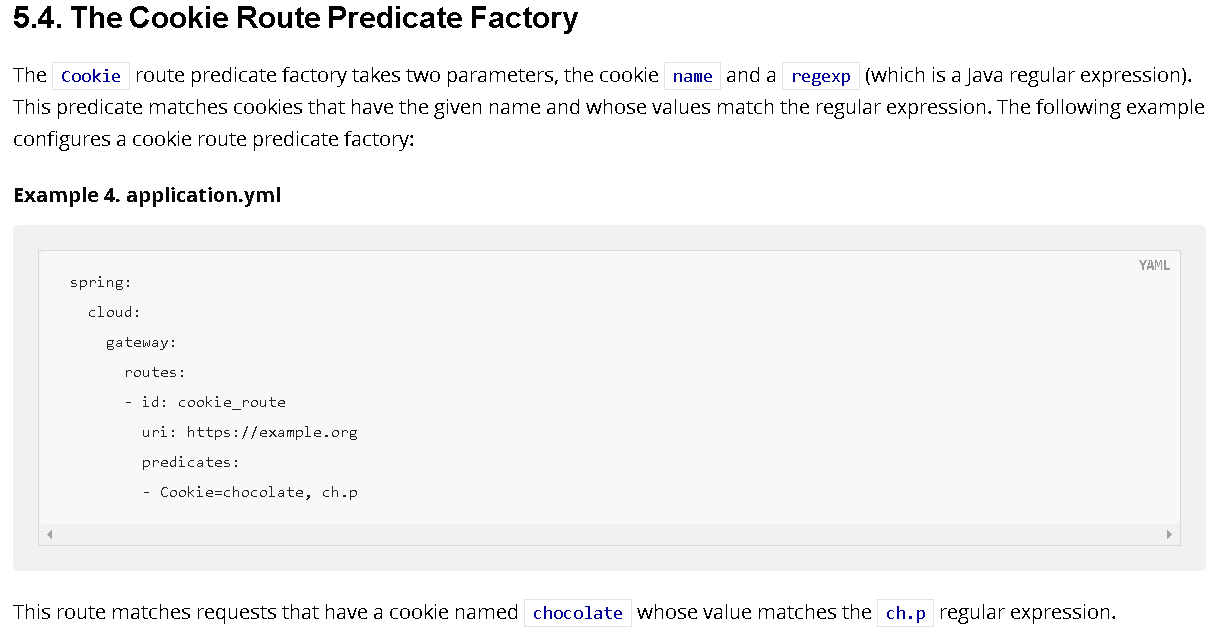 5.4. The Cookie Route Predicate Factory
The Cookie route predicate factory takes two parameters, the cookie name and a regexp (which is a Java regular expression).
This predicate matches cookies that have the given name and whose values match the regular expression. The following example
configures a cookie route predicate factory:
Example 4. application.yml
YAML
spring:
  cloud:
    gateway:
      routes:
      - id: cookie_route
        uri: https://example.org
        predicates:
        - Cookie=chocolate, ch.p
This route matches requests that have a cookie named chocolate whose value matches the ch.p regular expression.